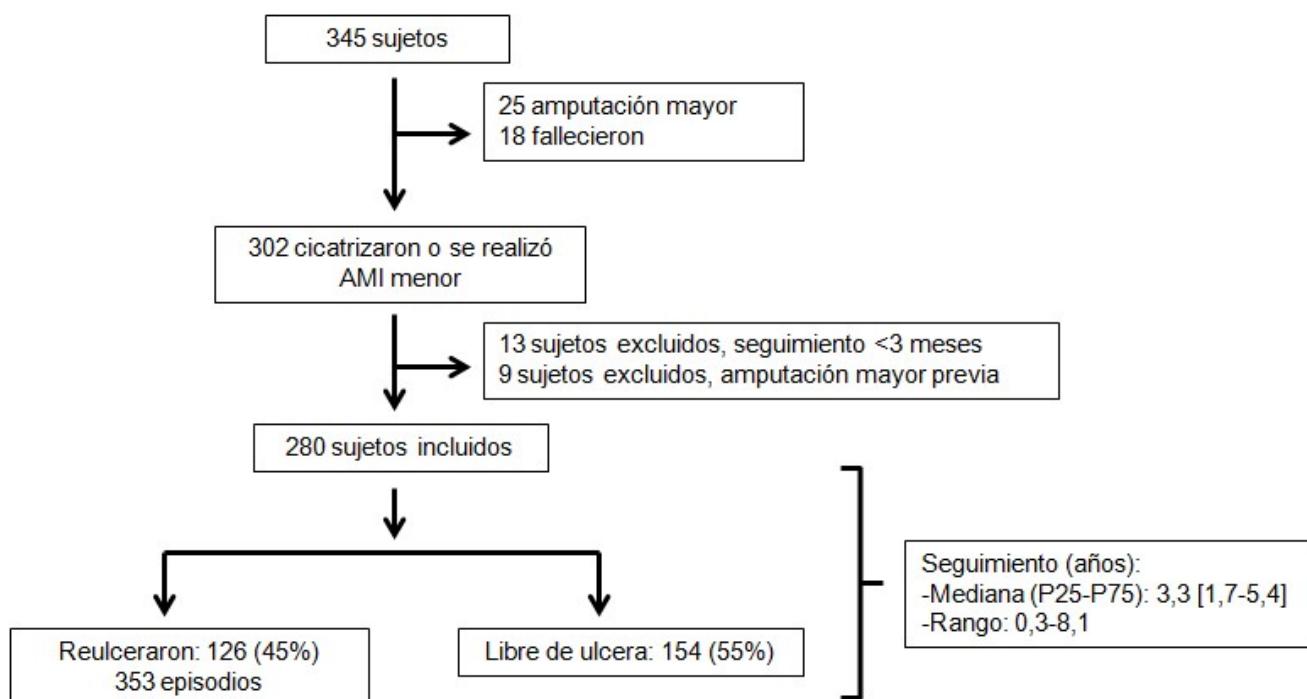 345 sujetos
25 amputación mayor
18 fallecieron
302 cicatrizaron o se realizó
AMI menor
13 sujetos excluidos, seguimiento <3 meses
9 sujetos excluidos, amputación mayor previa
280 sujetos incluidos
Seguimiento (años):
-Mediana (P25-P75): 3,3 [1,7-5,4]
-Rango: 0,3-8,1
Reulceraron: 126 (45%)
353 episodios
Libre de ulcera: 154 (55%)